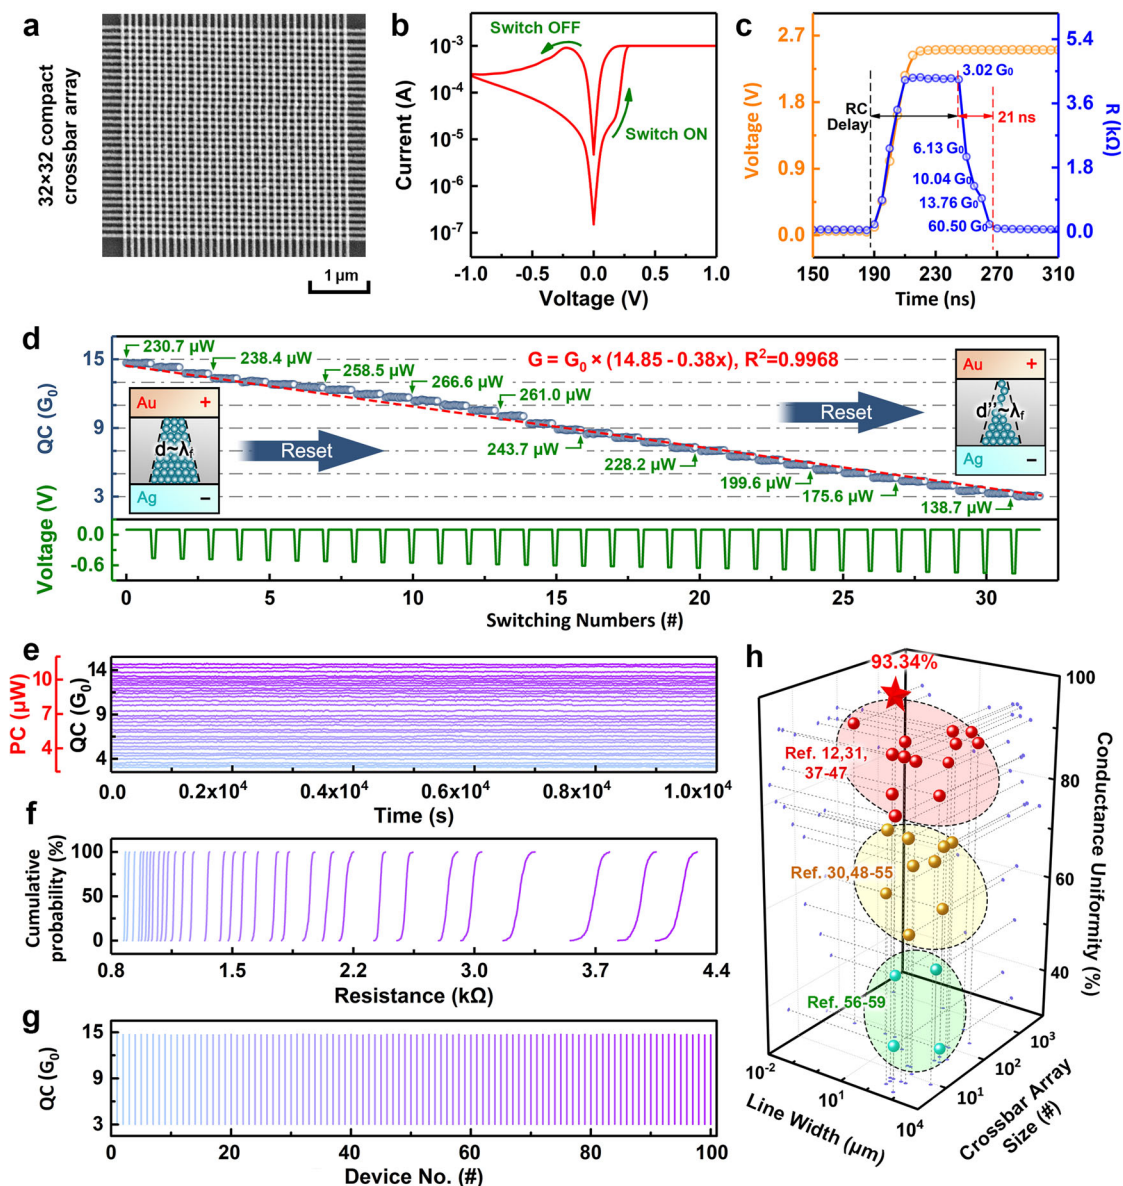 a
32×32 compact
crossbar array
1 μm
b
Switch OFF
Switch ON
Current (A)
10⁻³
10⁻⁴
10⁻⁵
10⁻⁶
10⁻⁷
-1.0 -0.5 0.0 0.5 1.0
Voltage (V)
c
Voltage (V)
2.7
1.8
0.9
0.0
RC
Delay
3.02 G₀
21 ns
6.13 G₀
10.04 G₀
13.76 G₀
60.50 G₀
5.4
3.6
1.8
0.0
R (kΩ)
150 190 230 270 310
Time (ns)
d
QC (G₀)
15
9
3
230.7 μW
238.4 μW
258.5 μW
266.6 μW
261.0 μW
243.7 μW
228.2 μW
199.6 μW
175.6 μW
138.7 μW
G = G₀ × (14.85 - 0.38x), R²=0.9968
Au +
d~λf
Ag −
Reset
Reset
Au +
d''~λf
Ag −
Voltage (V)
0.0
-0.6
0 5 10 15 20 25 30
Switching Numbers (#)
e
PC (μW)
10
7
4
QC (G₀)
14
9
4
0.0 0.2x10⁴ 0.4x10⁴ 0.6x10⁴ 0.8x10⁴ 1.0x10⁴
Time (s)
f
Cumulative
probability (%)
100
50
0
0.8 1.5 2.2 3.0 3.7 4.4
Resistance (kΩ)
g
QC (G₀)
15
9
3
0 20 40 60 80 100
Device No. (#)
h
93.34%
Ref. 12,31,
37-47
Ref. 30,48-55
Ref. 56-59
100
80
60
40
Conductance Uniformity (%)
10⁻² 10¹ 10⁴
Line Width (μm)
10¹ 10² 10³
Crossbar Array
Size (#)